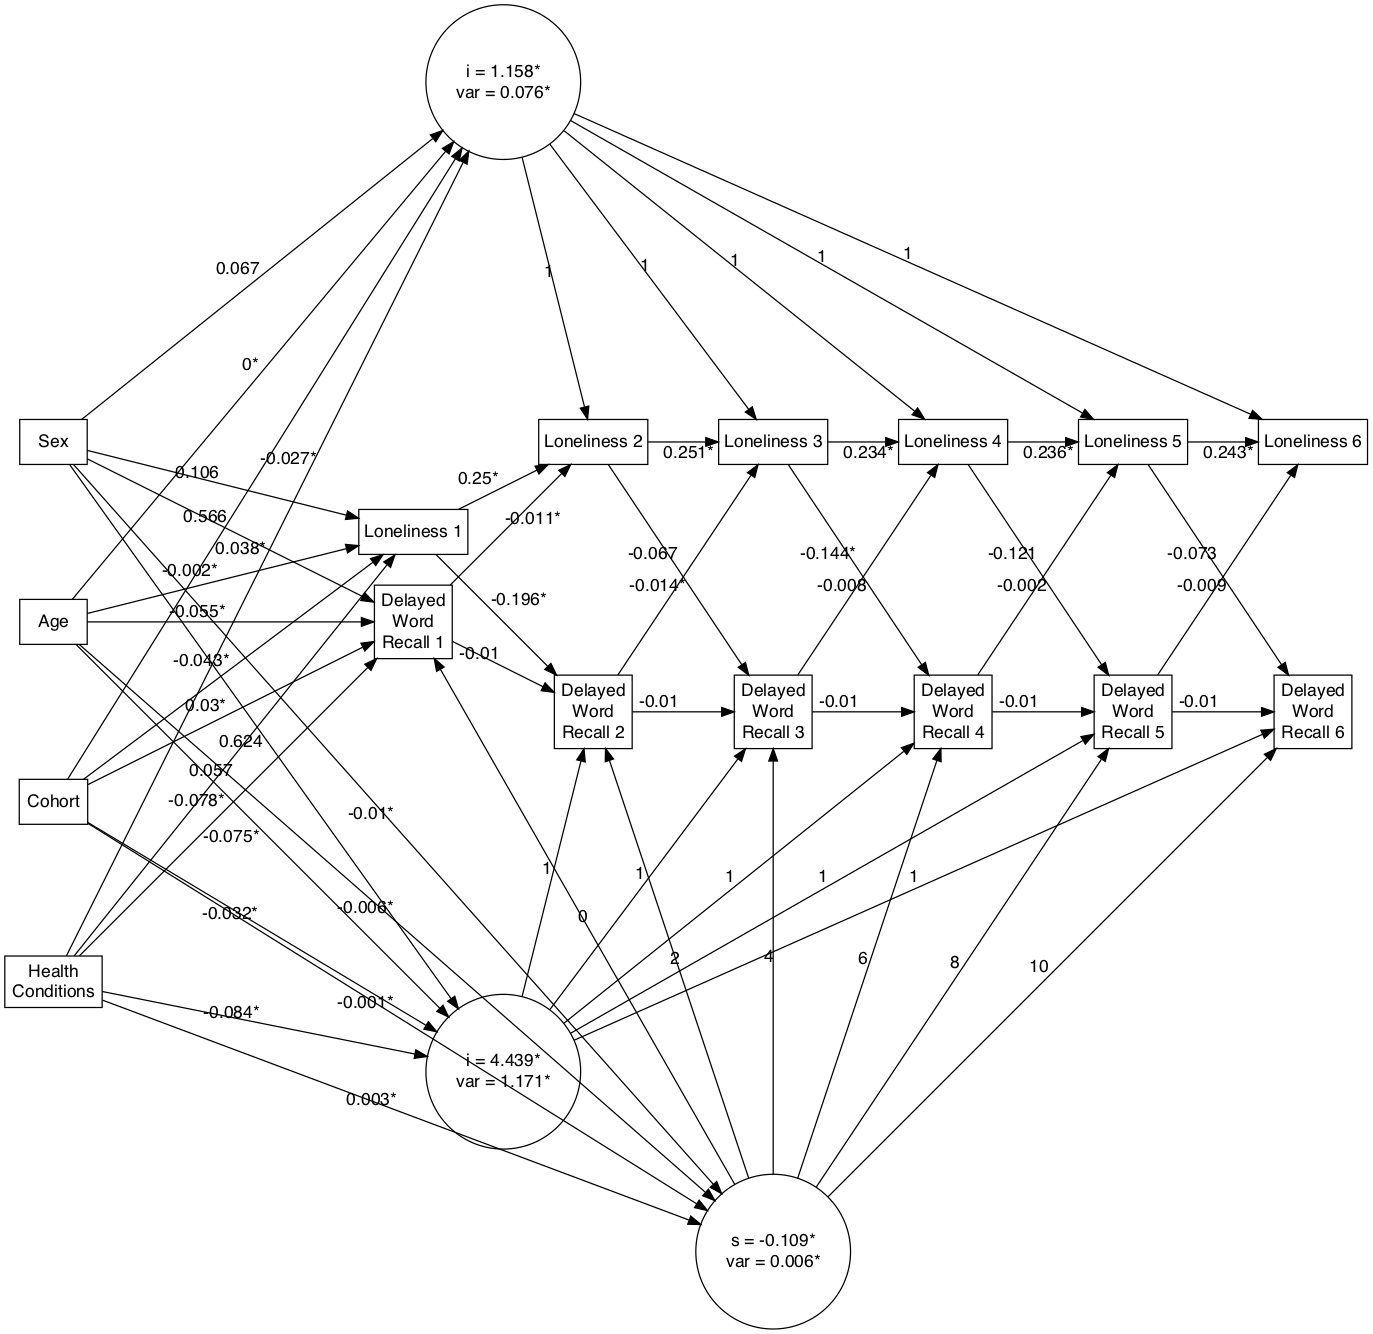 i = 1.158*
var = 0.076*
0.067
1
1
1
1
1
0*
Sex
-0.027*
0.106
0.566
0.038*
Loneliness 2
0.251*
Loneliness 3
0.234*
Loneliness 4
0.236*
Loneliness 5
0.243*
Loneliness 6
0.25*
Loneliness 1
-0.011*
-0.002*
-0.067
-0.014*
-0.144*
-0.008
-0.121
-0.002
-0.073
-0.009
Age
-0.055*
Delayed
Word
Recall 1
-0.196*
-0.01
-0.043*
0.03*
0.624
0.057
-0.078*
-0.075*
Delayed
Word
Recall 2
-0.01
Delayed
Word
Recall 3
-0.01
Delayed
Word
Recall 4
-0.01
Delayed
Word
Recall 5
-0.01
Delayed
Word
Recall 6
Cohort
-0.01*
1
1
1
1
1
-0.032*
-0.006*
0
2
4
6
8
10
Health
Conditions
-0.084*
-0.001*
i = 4.439*
var = 1.171*
0.003*
s = -0.109*
var = 0.006*